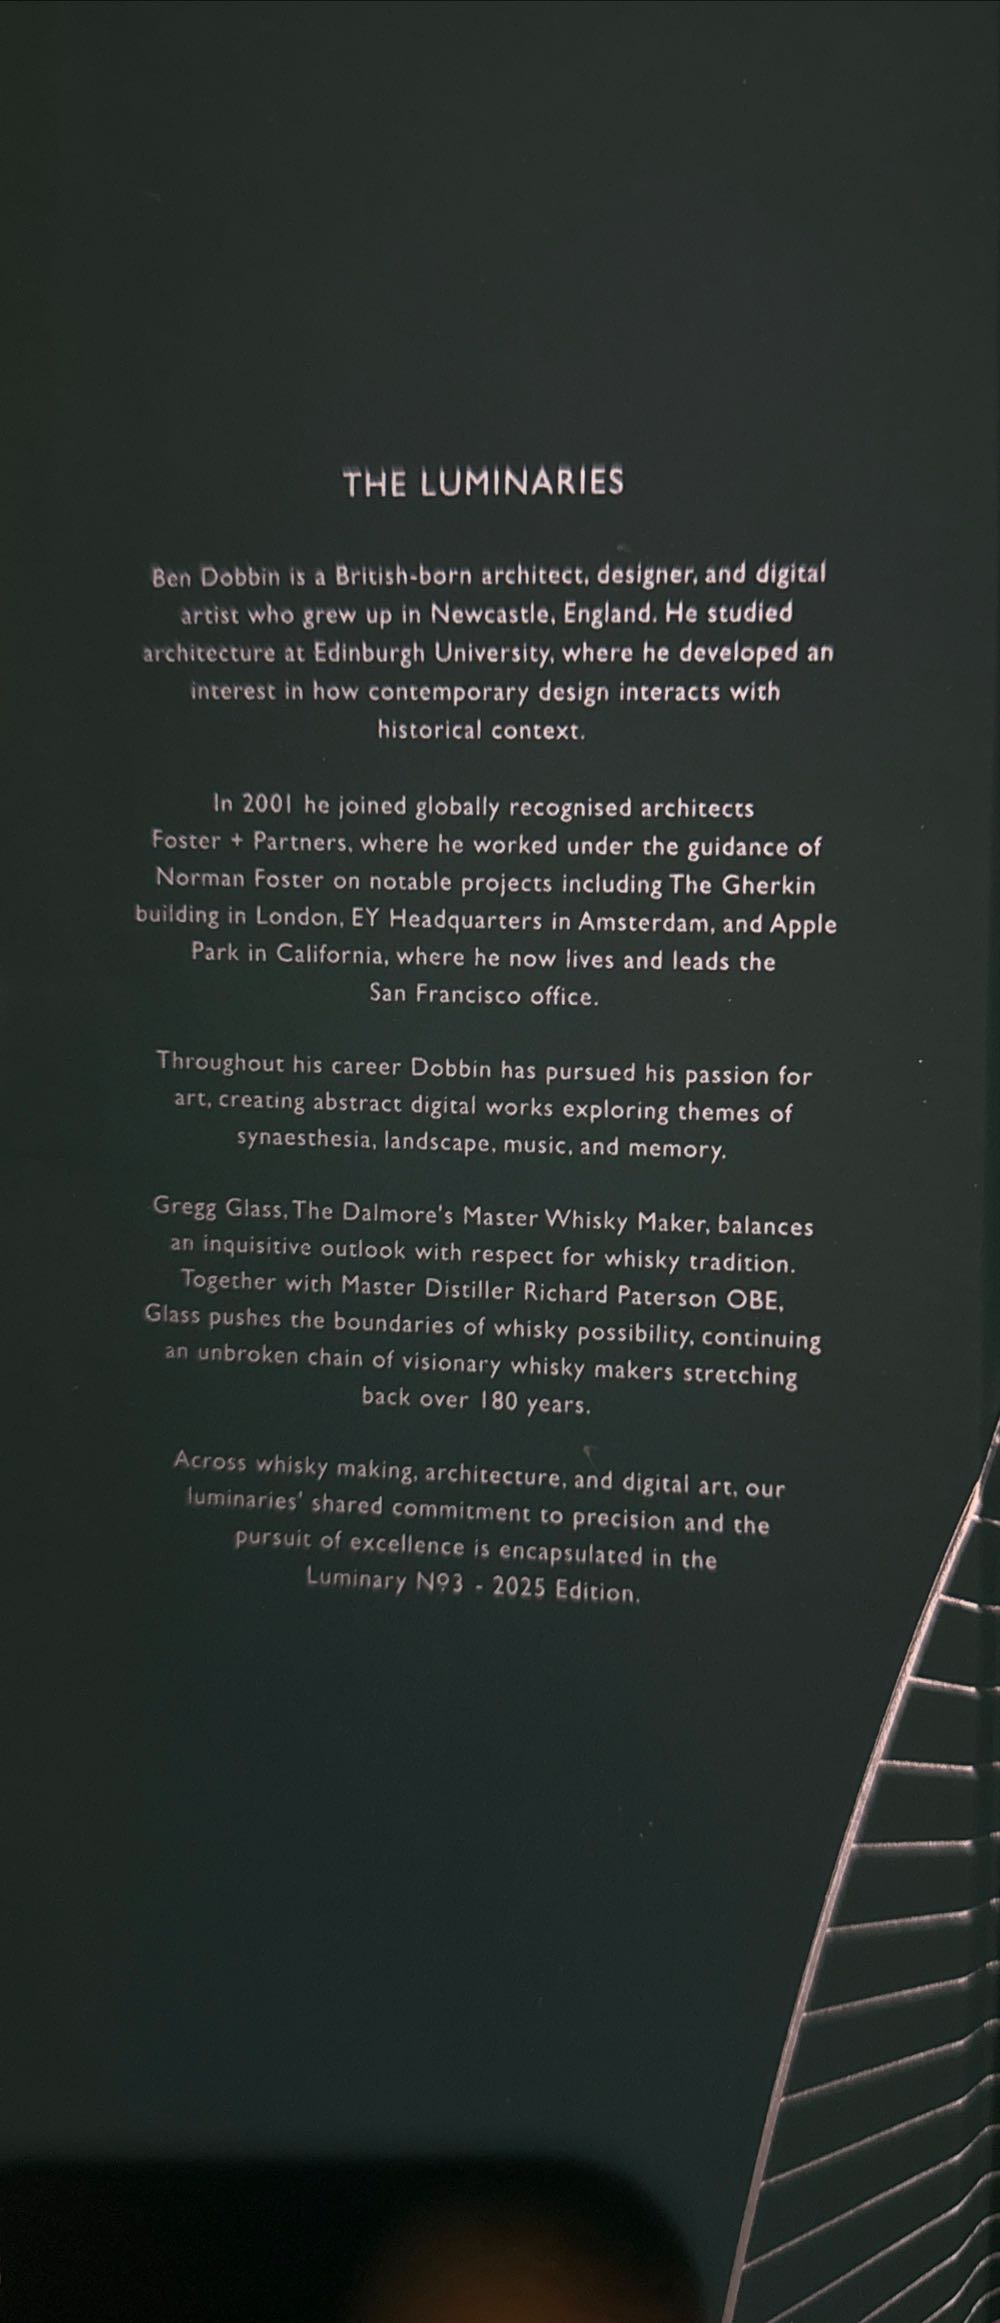 THE LUMINARIES
Ben Dobbin is a British-born architect, designer, and digital
artist who grew up in Newcastle, England. He studied
architecture at Edinburgh University, where he developed an
interest in how contemporary design interacts with
historical context.
In 2001 he joined globally recognised architects
Foster + Partners, where he worked under the guidance of
Norman Foster on notable projects including The Gherkin
building in London, EY Headquarters in Amsterdam, and Apple
Park in California, where he now lives and leads the
San Francisco office.
Throughout his career Dobbin has pursued his passion for
art, creating abstract digital works exploring themes of
synaesthesia, landscape, music, and memory.
Gregg Glass, The Dalmore's Master Whisky Maker, balances
an inquisitive outlook with respect for whisky tradition.
Together with Master Distiller Richard Paterson OBE,
Glass pushes the boundaries of whisky possibility, continuing
an unbroken chain of visionary whisky makers stretching
back over 180 years.
Across whisky making, architecture, and digital art, our
luminaries' shared commitment to precision and the
pursuit of excellence is encapsulated in the
Luminary Nº3 - 2025 Edition.